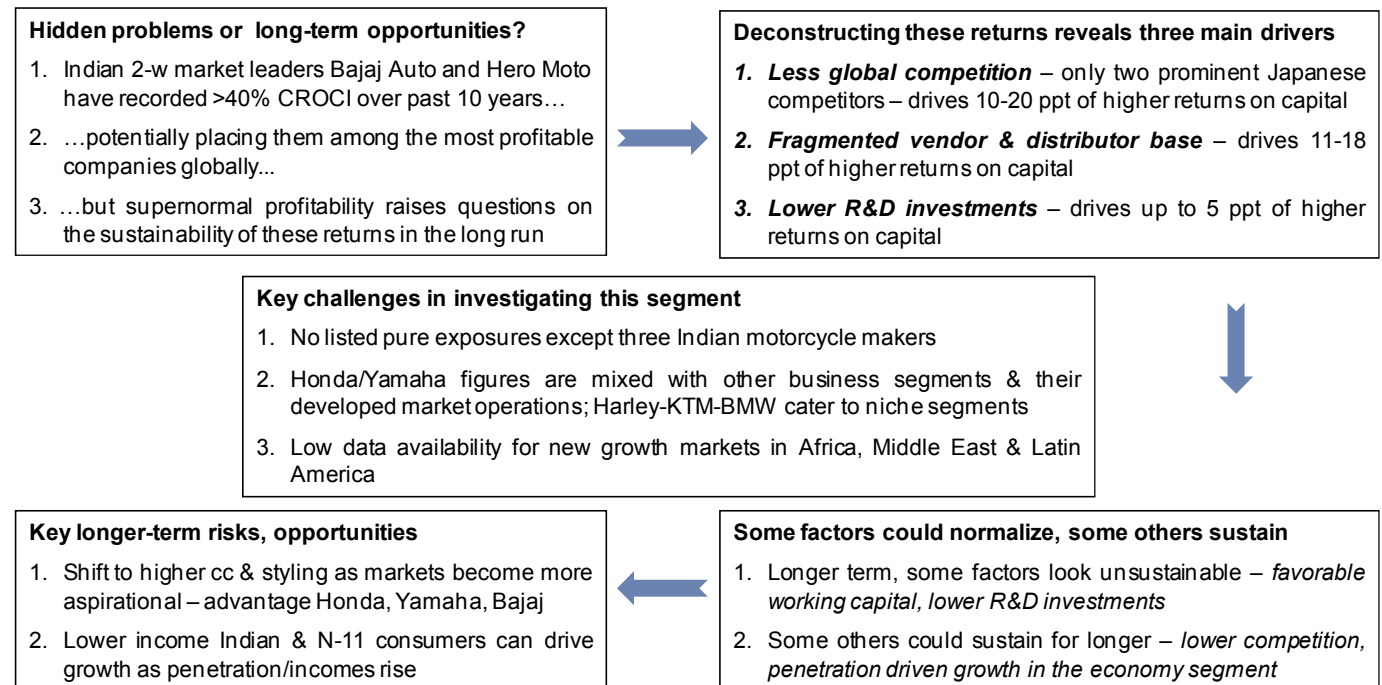 Hidden problems or long-term opportunities?
1. Indian 2-w market leaders Bajaj Auto and Hero Moto
have recorded >40% CROCI over past 10 years…
2. …potentially placing them among the most profitable
companies globally...
3. …but supernormal profitability raises questions on
the sustainability of these returns in the long run
Deconstructing these returns reveals three main drivers
1. Less global competition – only two prominent Japanese
competitors – drives 10-20 ppt of higher returns on capital
2. Fragmented vendor & distributor base – drives 11-18
ppt of higher returns on capital
3. Lower R&D investments – drives up to 5 ppt of higher
returns on capital
Key challenges in investigating this segment
1. No listed pure exposures except three Indian motorcycle makers
2. Honda/Yamaha figures are mixed with other business segments & their
developed market operations; Harley-KTM-BMW cater to niche segments
3. Low data availability for new growth markets in Africa, Middle East & Latin
America
Key longer-term risks, opportunities
1. Shift to higher cc & styling as markets become more
aspirational – advantage Honda, Yamaha, Bajaj
2. Lower income Indian & N-11 consumers can drive
growth as penetration/incomes rise
Some factors could normalize, some others sustain
1. Longer term, some factors look unsustainable – favorable
working capital, lower R&D investments
2. Some others could sustain for longer – lower competition,
penetration driven growth in the economy segment